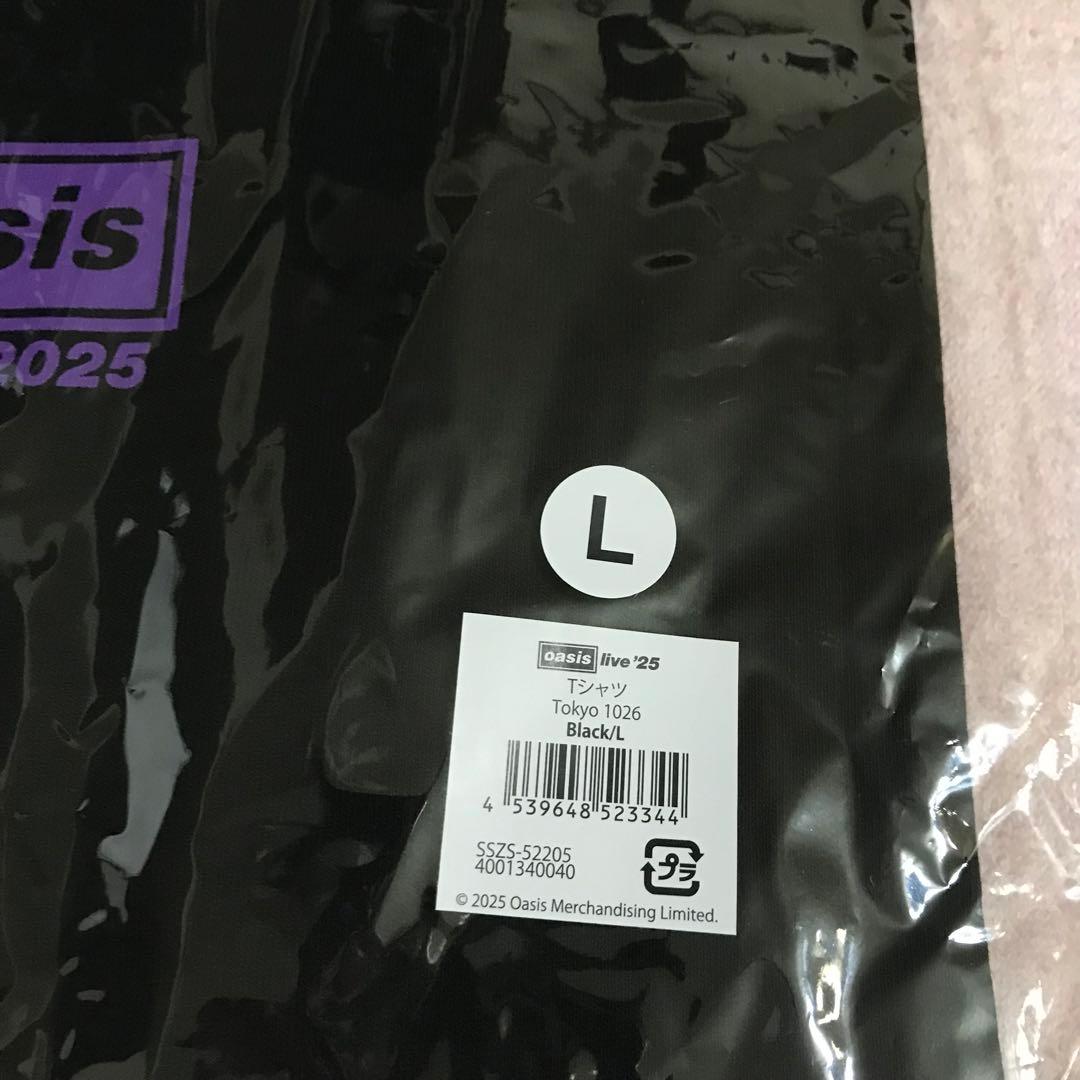 sis
2025
L
oasis live '25
Tシャツ
Tokyo 1026
Black/L
4 539648 523344
SSZS-52205
4001340040
プラ
© 2025 Oasis Merchandising Limited.